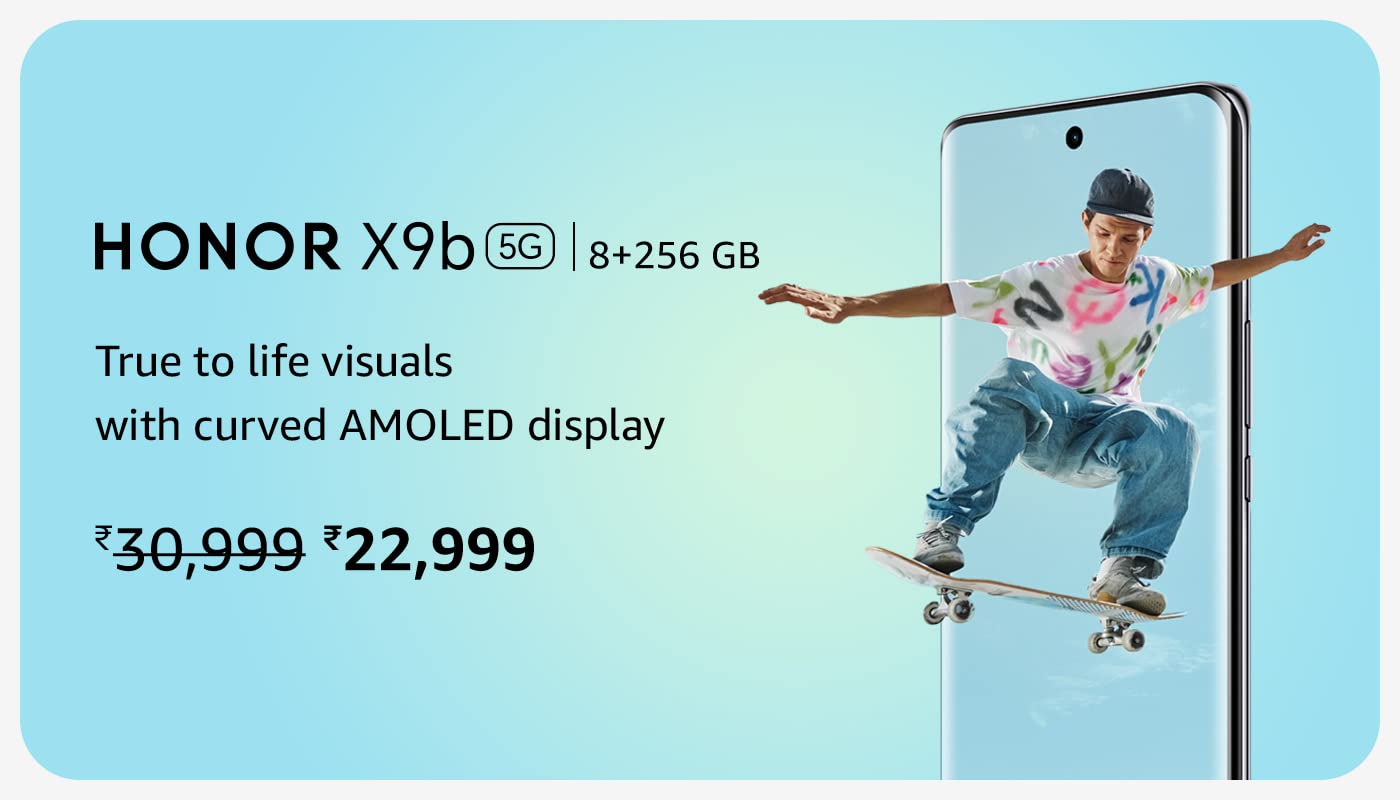 HONOR X9b 5G | 8+256 GB
True to life visuals
with curved AMOLED display
₹30,999 ₹22,999